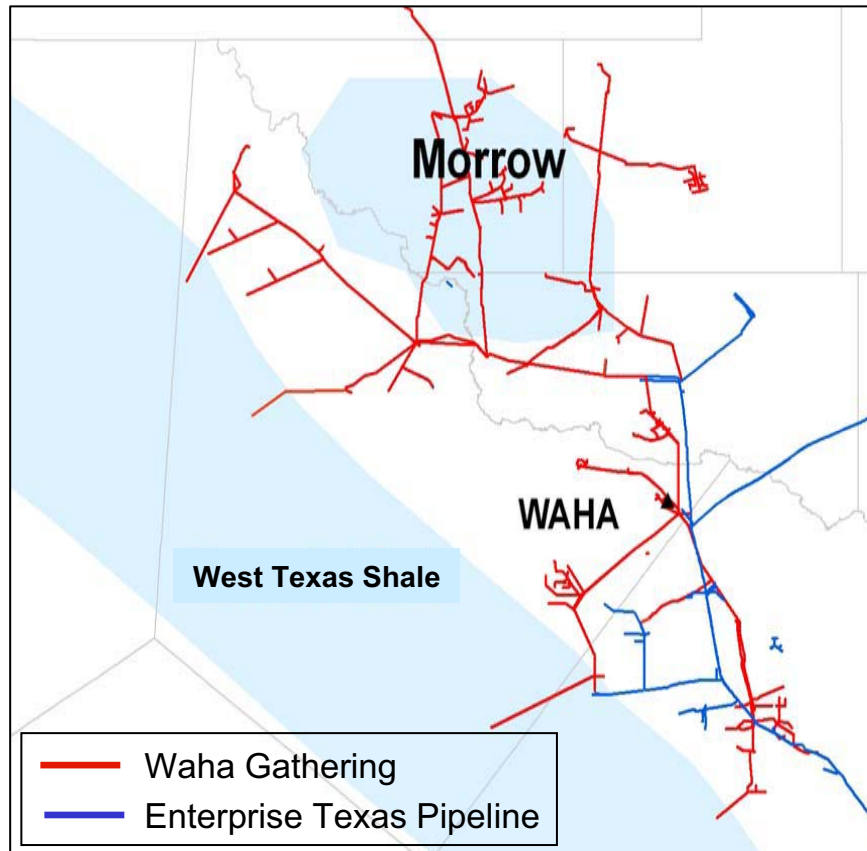 Morrow
WAHA
West Texas Shale
Waha Gathering
Enterprise Texas Pipeline